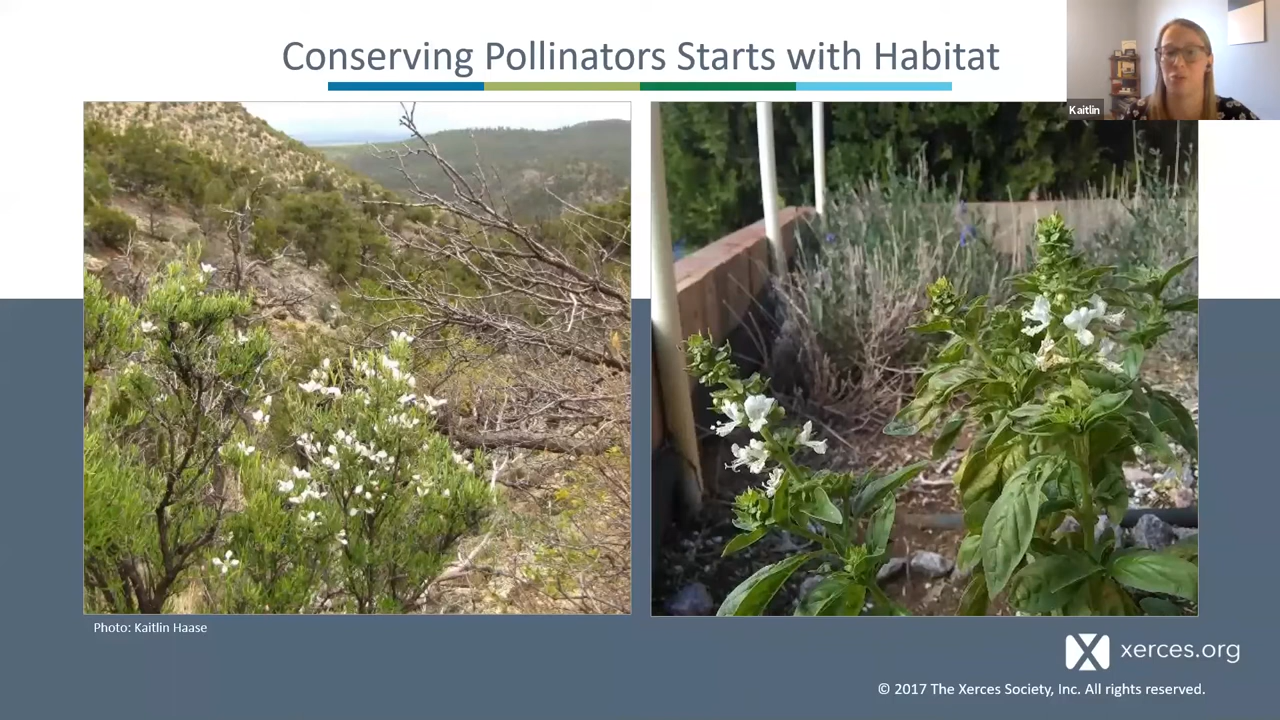 Conserving Pollinators Starts with Habitat
Kaitlin
Photo: Kaitlin Haase
xerces.org
© 2017 The Xerces Society, Inc. All rights reserved.